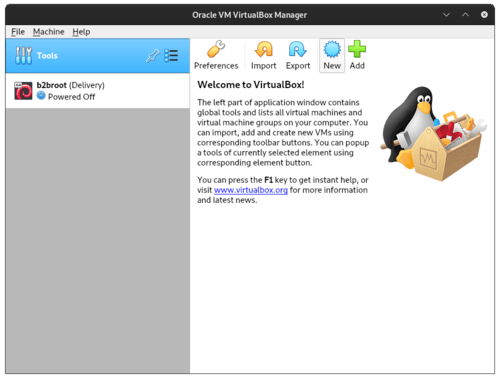 Oracle VM VirtualBox Manager
File Machine Help
Tools
b2broot (Delivery)
Powered Off
Preferences Import Export New Add
Welcome to VirtualBox!
The left part of application window contains
global tools and lists all virtual machines and
virtual machine groups on your computer. You
can import, add and create new VMs using
corresponding toolbar buttons. You can popup
a tools of currently selected element using
corresponding element button.
You can press the F1 key to get instant help, or
visit www.virtualbox.org for more information
and latest news.
VM